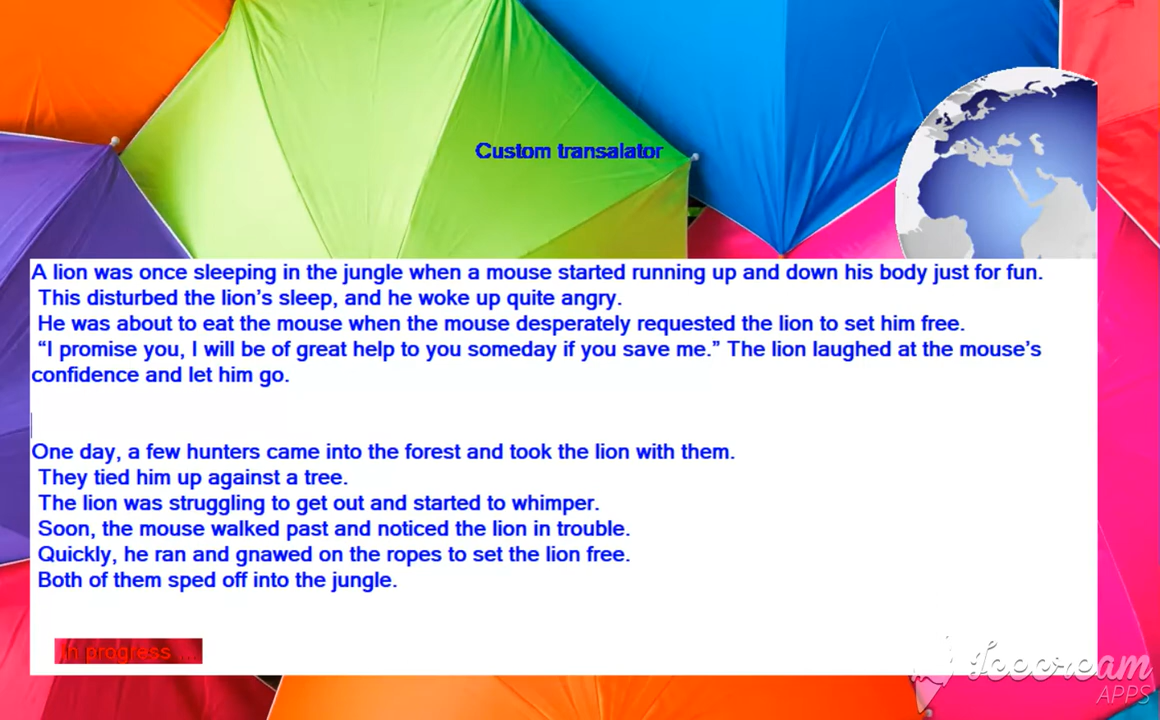 Custom transalator
A lion was once sleeping in the jungle when a mouse started running up and down his body just for fun.
This disturbed the lion’s sleep, and he woke up quite angry.
He was about to eat the mouse when the mouse desperately requested the lion to set him free.
“I promise you, I will be of great help to you someday if you save me.” The lion laughed at the mouse’s
confidence and let him go.
One day, a few hunters came into the forest and took the lion with them.
They tied him up against a tree.
The lion was struggling to get out and started to whimper.
Soon, the mouse walked past and noticed the lion in trouble.
Quickly, he ran and gnawed on the ropes to set the lion free.
Both of them sped off into the jungle.
In progress ...
Icecream
APPS